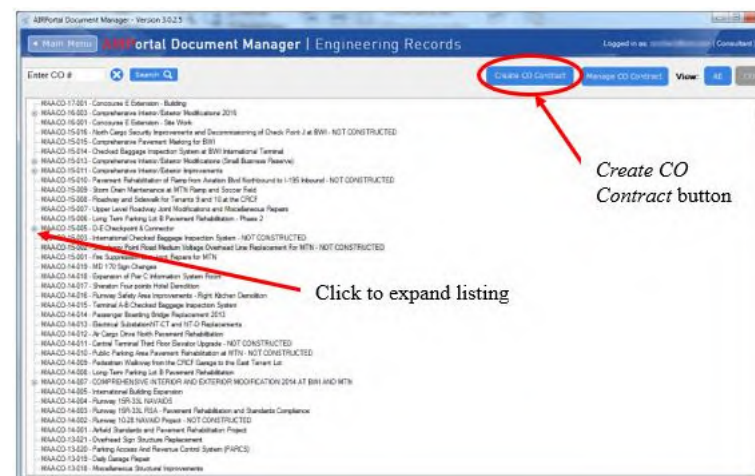 AIRPortal Document Manager - Version 3.0.2.5
Main Menu AIRPortal Document Manager | Engineering Records Logged in as: (Consultant)
Enter CO # Search Create CO Contract Manage CO Contract View: AE
MAA-CO-17-001 - Concourse E Extension - Building
MAA-CO-16-003 - Comprehensive Interior/Exterior Modifications 2016
MAA-CO-16-001 - Concourse E Extension - Site Work
MAA-CO-15-016 - North Cargo Security Improvements and Decommissioning of Check Point J at BWI - NOT CONSTRUCTED
MAA-CO-15-015 - Comprehensive Pavement Marking for BWI
MAA-CO-15-014 - Checked Baggage Inspection System at BWI International Terminal
MAA-CO-15-013 - Comprehensive Interior/Exterior Modifications (Small Business Reserve)
MAA-CO-15-011 - Comprehensive Interior/Exterior Improvements
MAA-CO-15-010 - Pavement Rehabilitation of Ramp from Aviation Blvd Northbound to I-195 Inbound - NOT CONSTRUCTED
MAA-CO-15-009 - Storm Drain Maintenance at MTN Ramp and Soccer Field
MAA-CO-15-008 - Roadway and Sidewalk for Tenants 9 and 10 at the CRCF
MAA-CO-15-007 - Upper Level Roadway Joint Modifications and Miscellaneous Repairs
MAA-CO-15-006 - Long Term Parking Lot B Pavement Rehabilitation - Phase 2
MAA-CO-15-005 - D-E Checkpoint & Connector
MAA-CO-15-003 - International Checked Baggage Inspection System - NOT CONSTRUCTED
MAA-CO-15-002 - Point Road Medium Voltage Overhead Line Replacement For MTN - NOT CONSTRUCTED
MAA-CO-15-001 - Fire Suppression Repairs for MTN
MAA-CO-14-019 - MD 170 Sign Changes
MAA-CO-14-018 - Expansion of Pier C Information System Room
MAA-CO-14-017 - Sheraton Four points Hotel Demolition
MAA-CO-14-016 - Runway Safety Area Improvements - Right Kitchen Demolition
MAA-CO-14-015 - Terminal A-B Checked Baggage Inspection System
MAA-CO-14-014 - Passenger Boarding Bridge Replacement 2013
MAA-CO-14-013 - Electrical Substation NT-CT and NT-D Replacements
MAA-CO-14-012 - Air Cargo Drive North Pavement Rehabilitation
MAA-CO-14-011 - Central Terminal Third Floor Elevator Upgrade - NOT CONSTRUCTED
MAA-CO-14-010 - Public Parking Area Pavement Rehabilitation at MTN - NOT CONSTRUCTED
MAA-CO-14-009 - Pedestrian Walkway from the CRCF Garage to the East Tenant Lot
MAA-CO-14-008 - Long Term Parking Lot B Pavement Rehabilitation
MAA-CO-14-007 - COMPREHENSIVE INTERIOR AND EXTERIOR MODIFICATION 2014 AT BWI AND MTN
MAA-CO-14-005 - International Building Expansion
MAA-CO-14-004 - Runway 15R-33L NAVAIDS
MAA-CO-14-003 - Runway 15R-33L RSA - Pavement Rehabilitation and Standards Compliance
MAA-CO-14-002 - Runway 10-28 NAVAID Project - NOT CONSTRUCTED
MAA-CO-14-001 - Airfield Standards and Pavement Rehabilitation Project
MAA-CO-13-021 - Overhead Sign Structure Replacement
MAA-CO-13-020 - Parking Access And Revenue Control System (PARCS)
MAA-CO-13-019 - Daily Garage Repair
MAA-CO-13-018 - Miscellaneous Structural Improvements
Create CO
Contract button
Click to expand listing